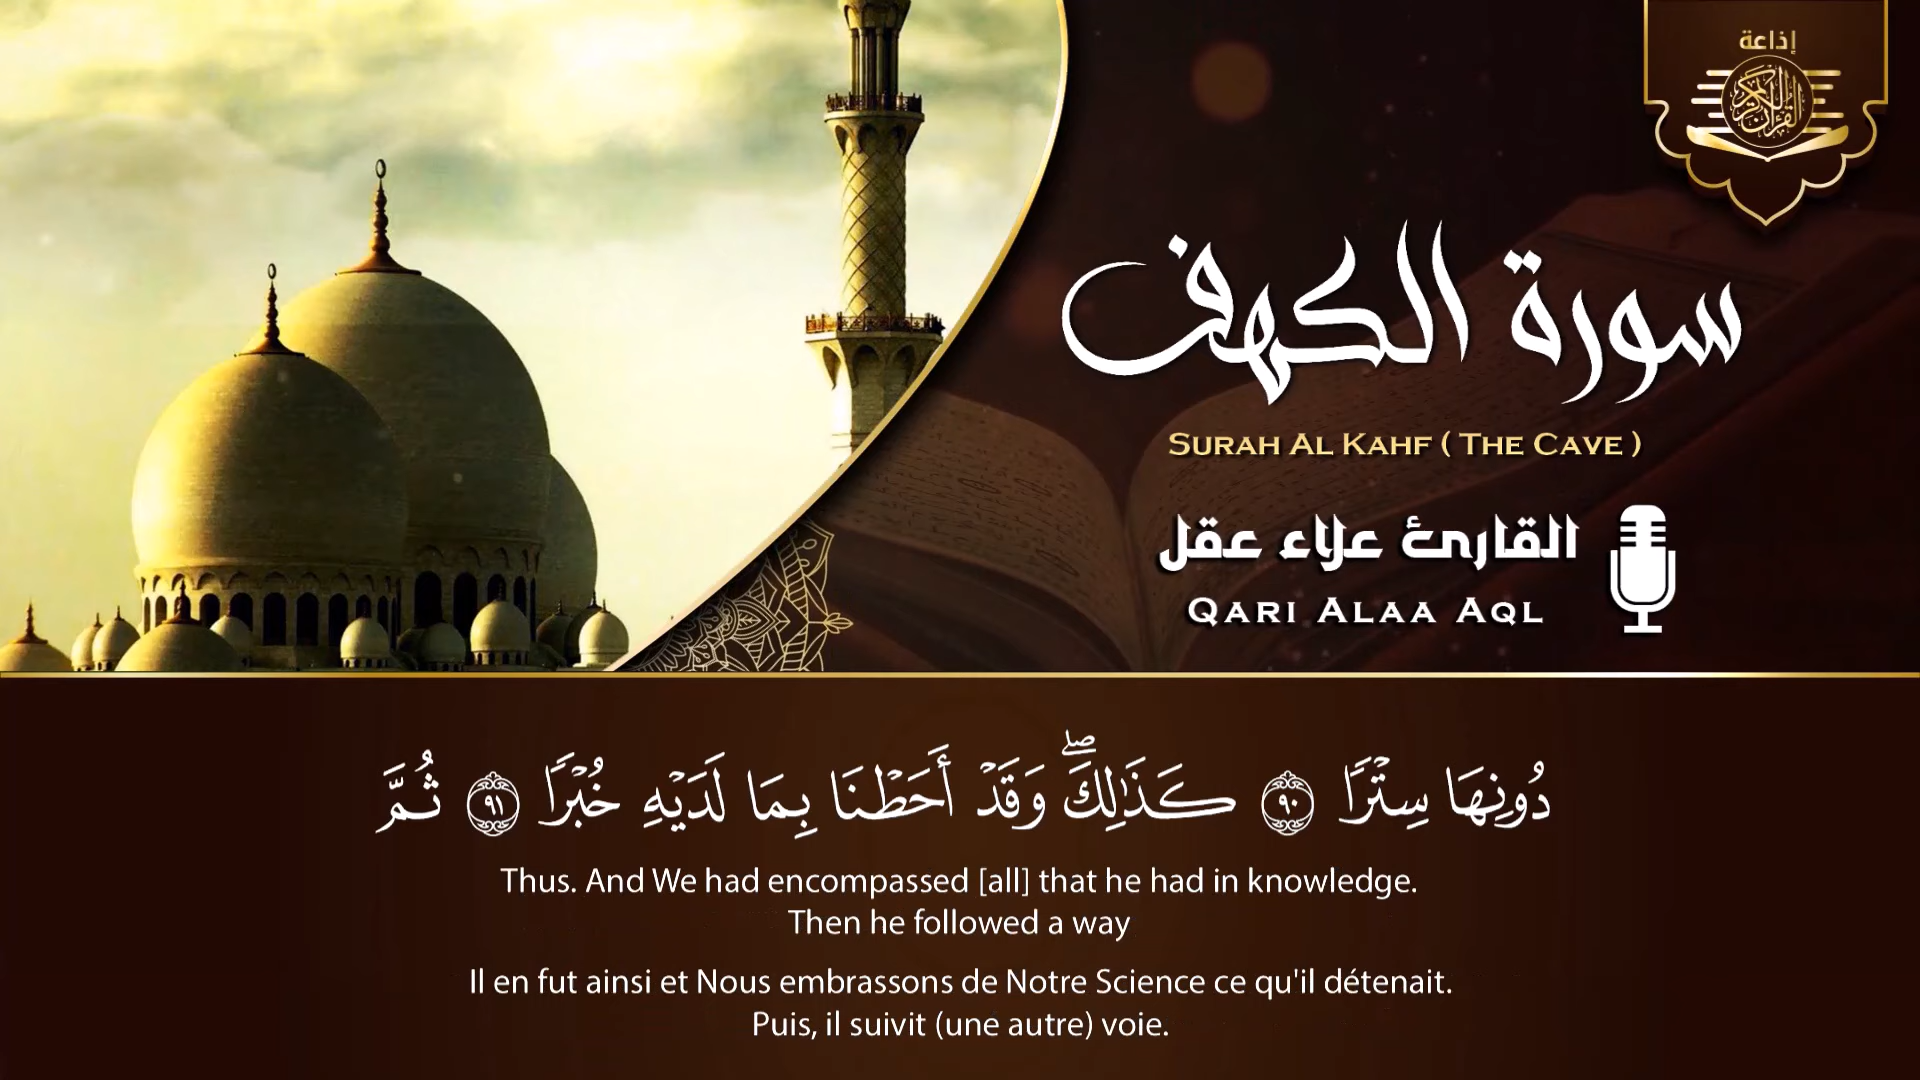 إذاعة
القرآن الكريم
سورة الكهف
SURAH AL KAHF ( THE CAVE )
القارئ علاء عقل
QARI ALAA AQL
دُونِهَا سِتْرًا ٩٠ كَذَٰلِكَۖ وَقَدْ أَحَطْنَا بِمَا لَدَيْهِ خُبْرًا ٩١ ثُمَّ
Thus. And We had encompassed [all] that he had in knowledge.
Then he followed a way
Il en fut ainsi et Nous embrassons de Notre Science ce qu'il détenait.
Puis, il suivit (une autre) voie.